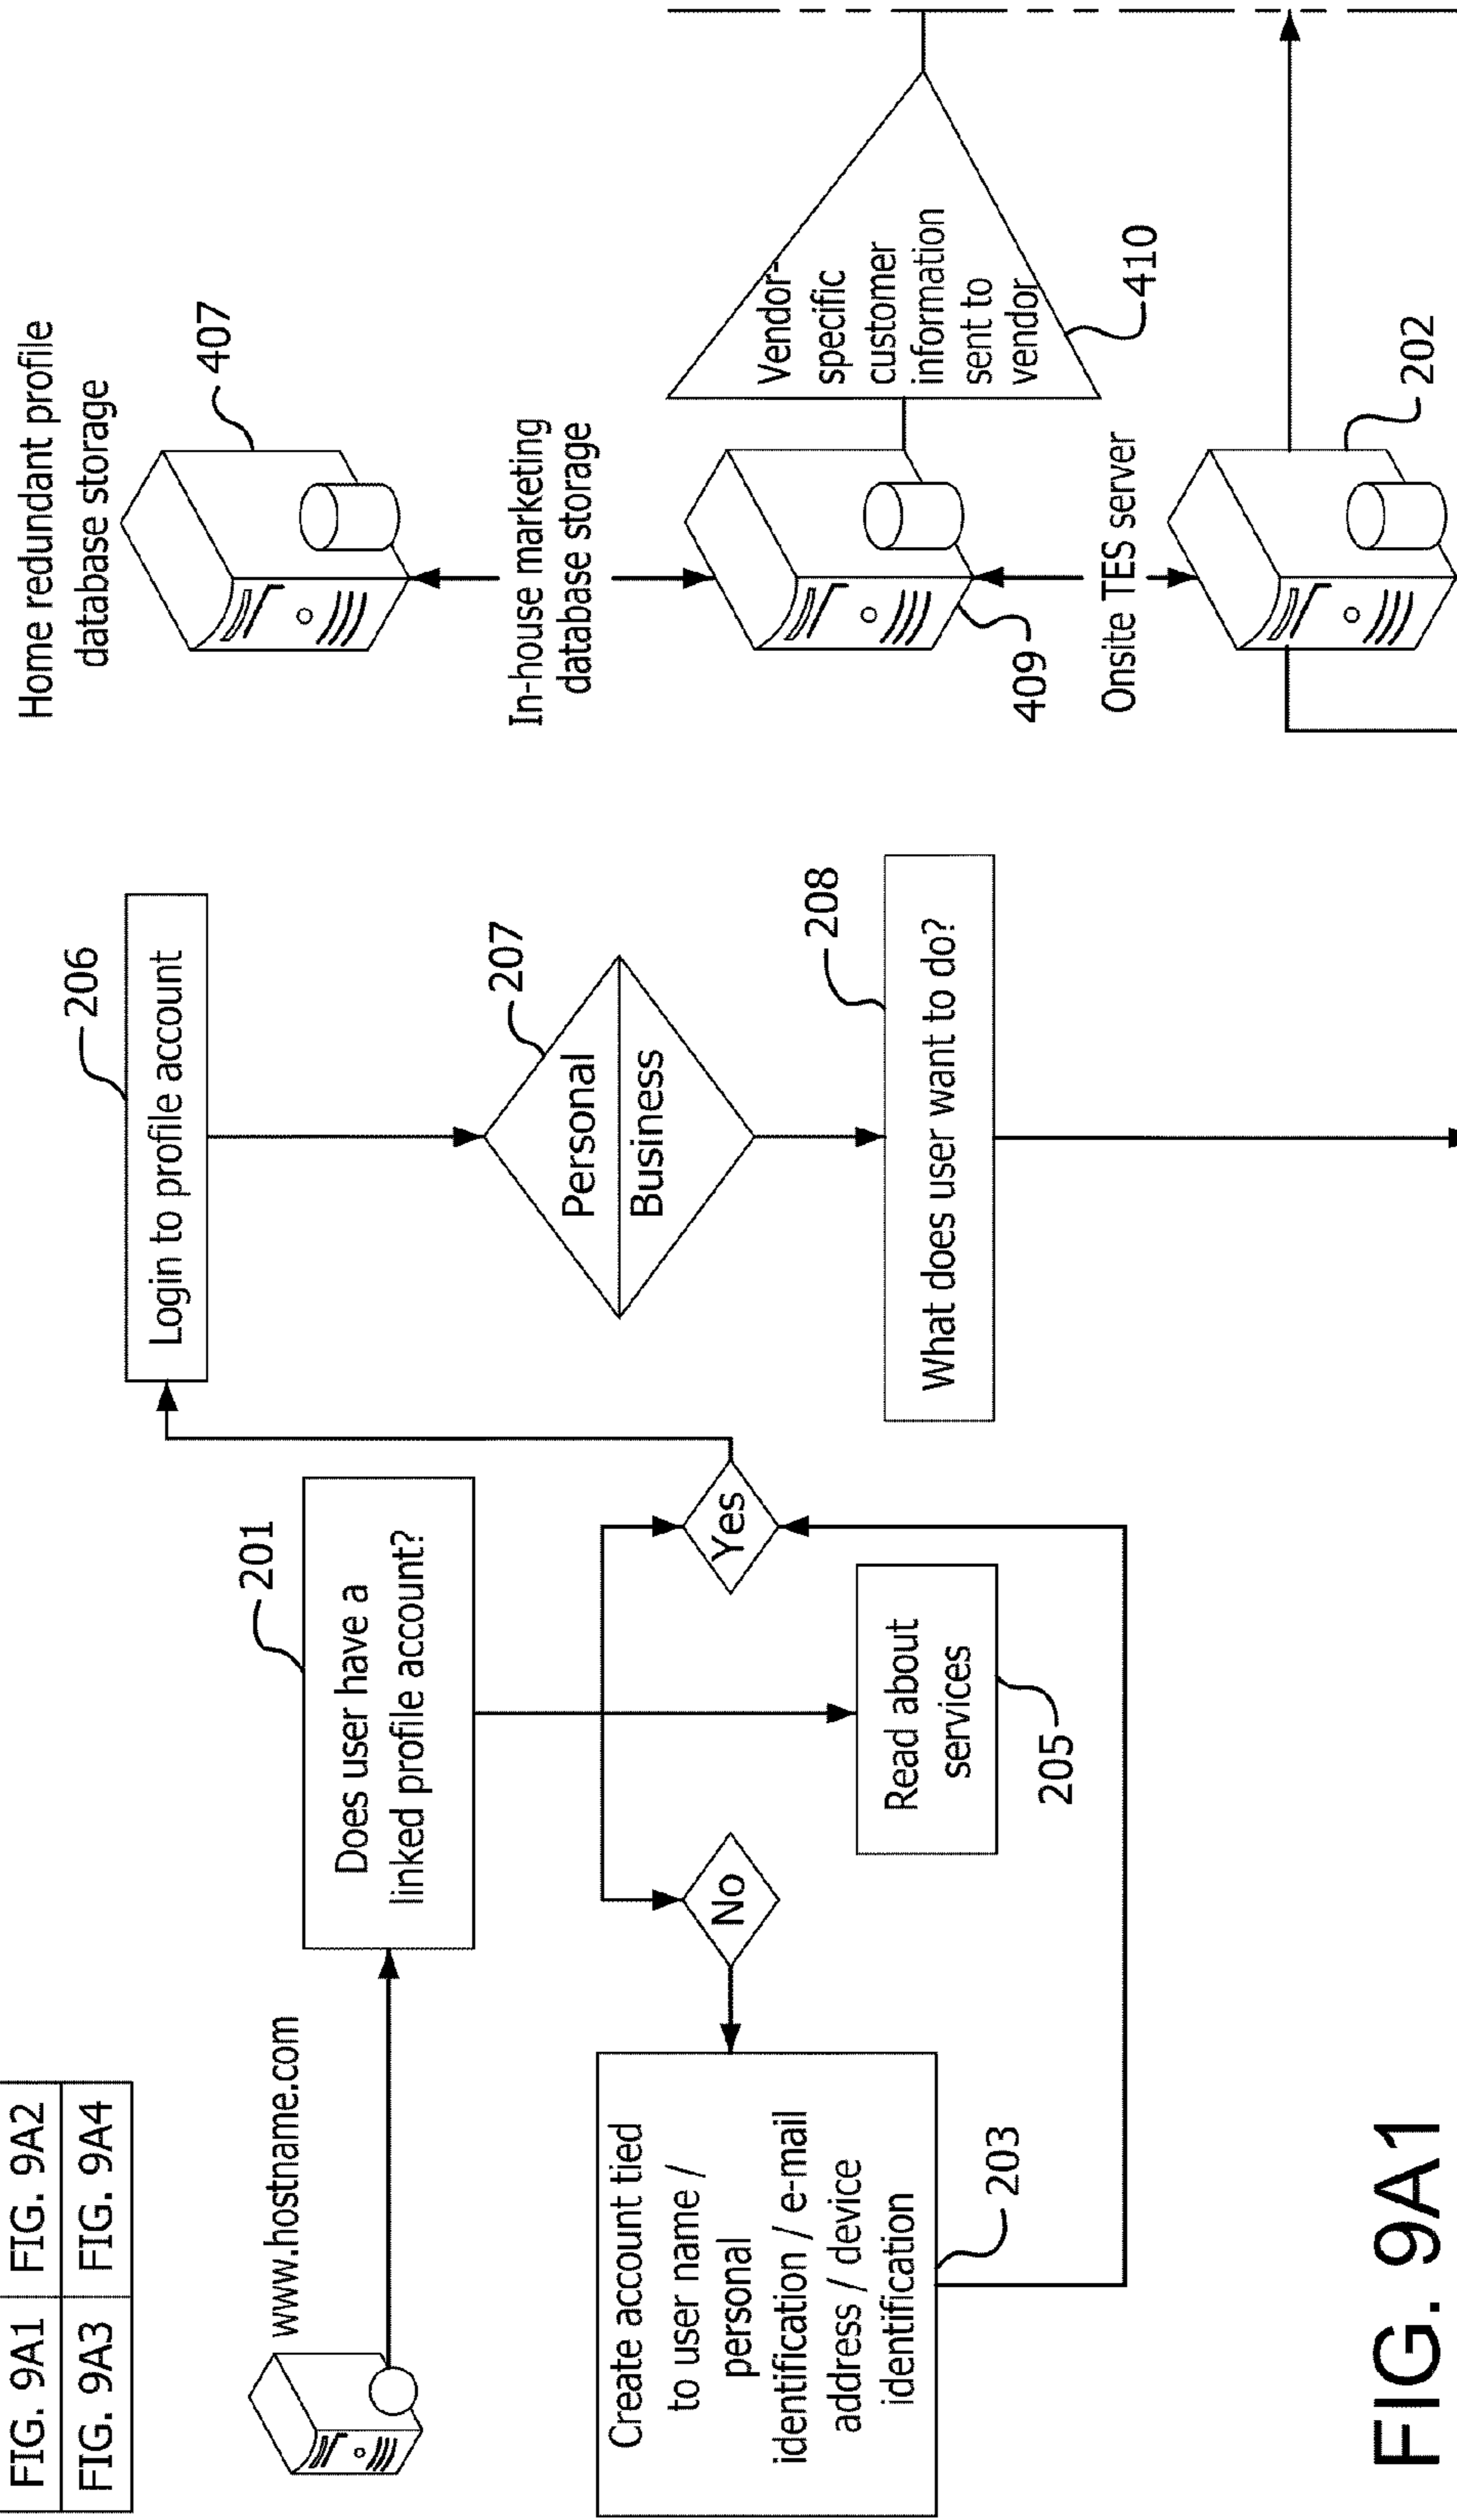 FIG. 9A1
FIG. 9A2
FIG. 9A3
FIG. 9A4
www.hostname.com
201
Does user have a
linked profile account?
No
Yes
Create account tied
to user name /
personal
identification / e-mail
address / device
identification
203
Read about
services
205
206
Login to profile account
207
Personal
Business
208
What does user want to do?
Home redundant profile
database storage
407
In-house marketing
database storage
409
Vendor-
specific
customer
information
sent to
vendor
410
Onsite TES server
202
FIG. 9A1